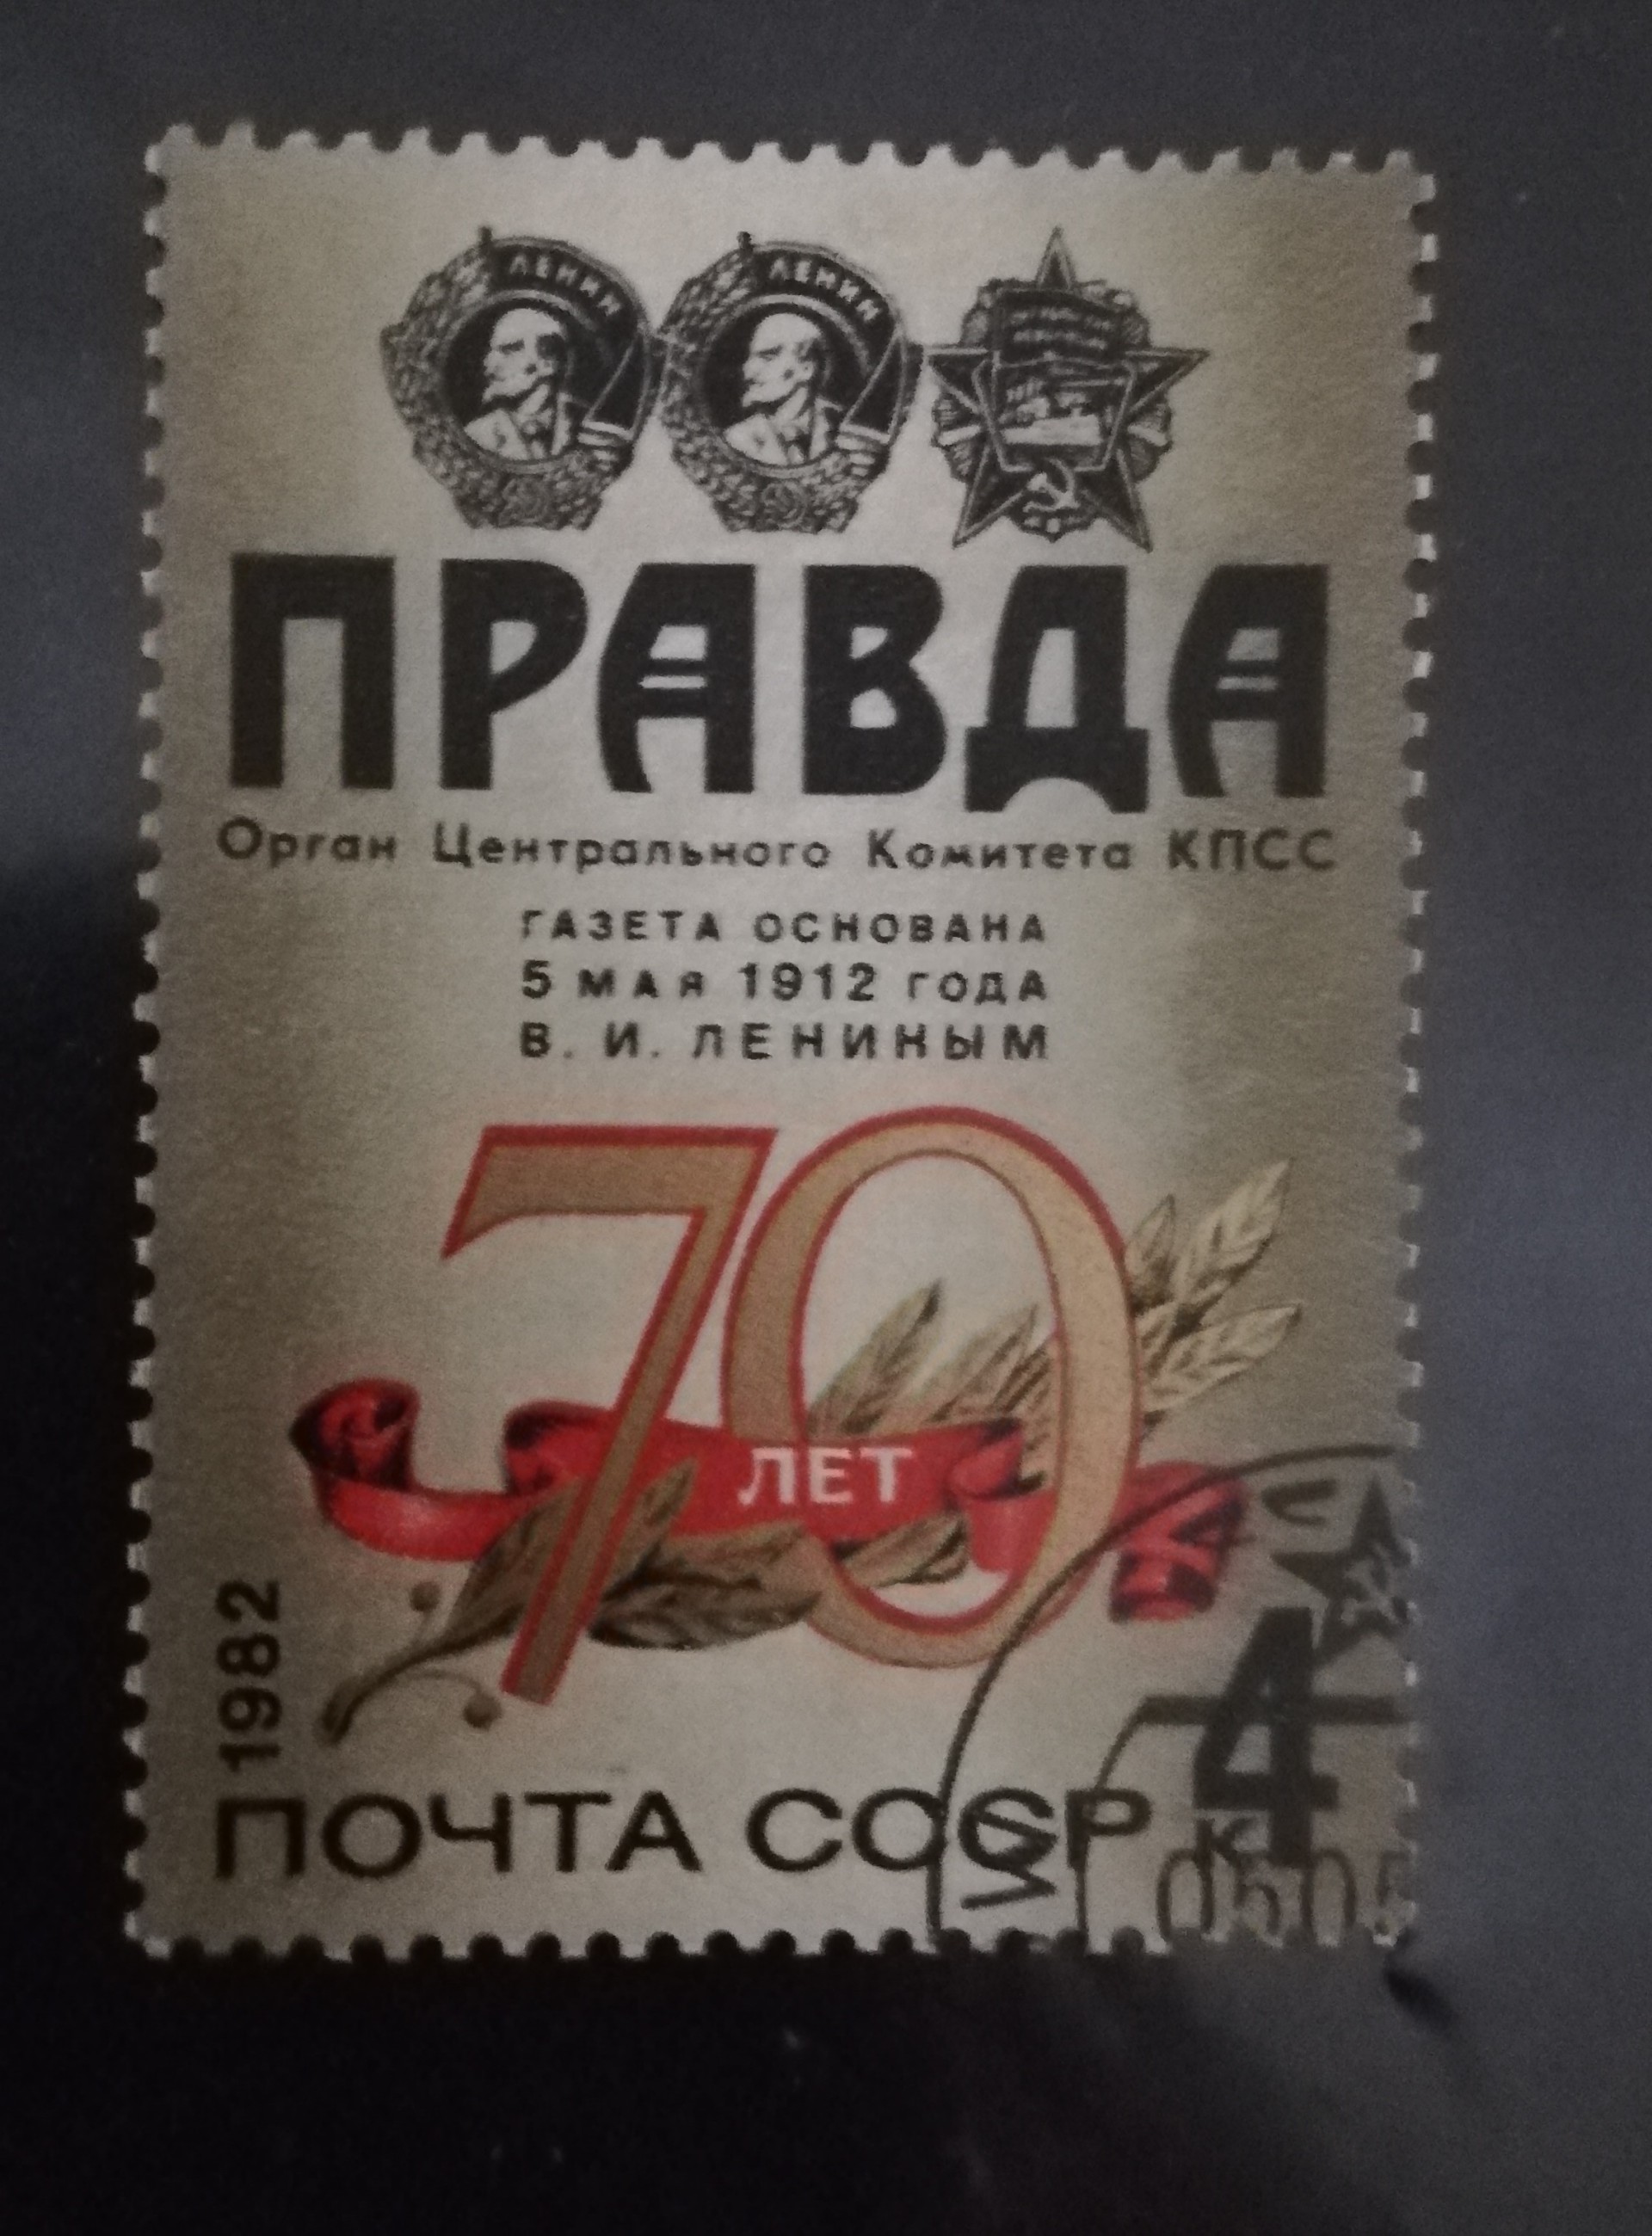 ЛЕНИН ЛЕНИН
ПРАВДА
Орган Центрального Комитета КПСС
ГАЗЕТА ОСНОВАНА
5 МАЯ 1912 ГОДА
В. И. ЛЕНИНЫМ
70
ЛЕТ
1982
4
ПОЧТА СССР К
0505